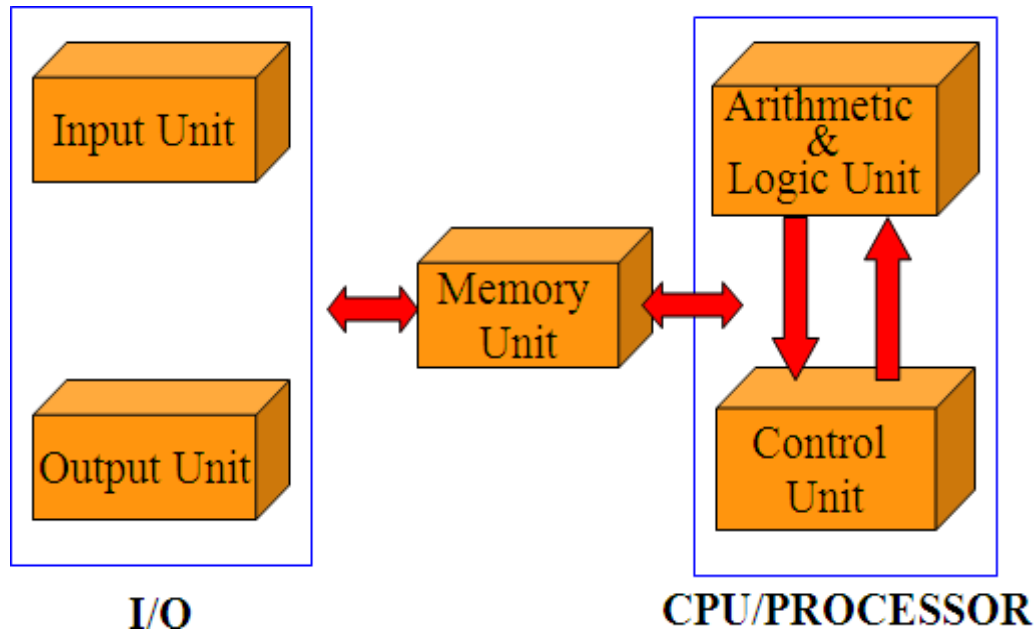 Input Unit
Output Unit
I/O
Memory
Unit
Arithmetic
&
Logic Unit
Control
Unit
CPU/PROCESSOR